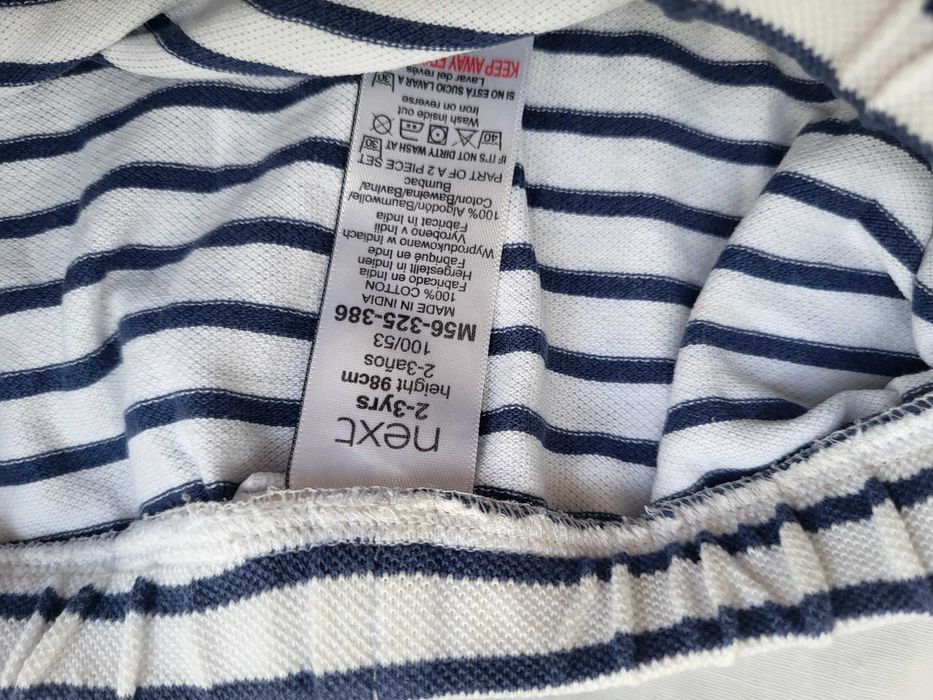 next
2-3yrs
height 98cm
2-3años
100/53
M56-325-386
MADE IN INDIA
100% COTTON
Fabricado en India
Hergestellt in Indien
Fabriqué en Inde
Wyprodukowano w Indiach
Vyrobeno v Indii
Fabricat in India
100% Algodón/Baumwolle/
Coton/Bawełna/Bavlna/
Bumbac
PART OF A 2 PIECE SET
IF IT'S NOT DIRTY WASH AT 30
40
Wash inside out
Iron on reverse
SI NO ESTÁ SUCIO LAVAR A 30
Lavar del revés
KEEP AWAY